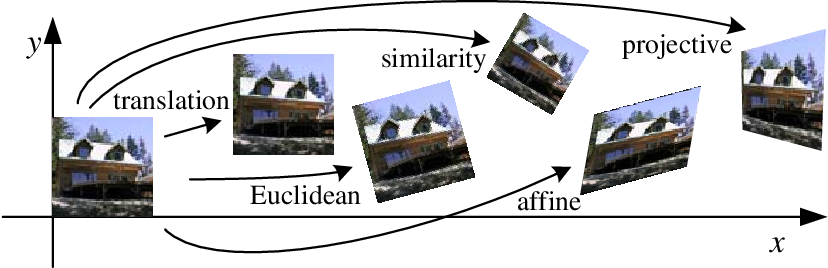 y
similarity
projective
translation
Euclidean
affine
x